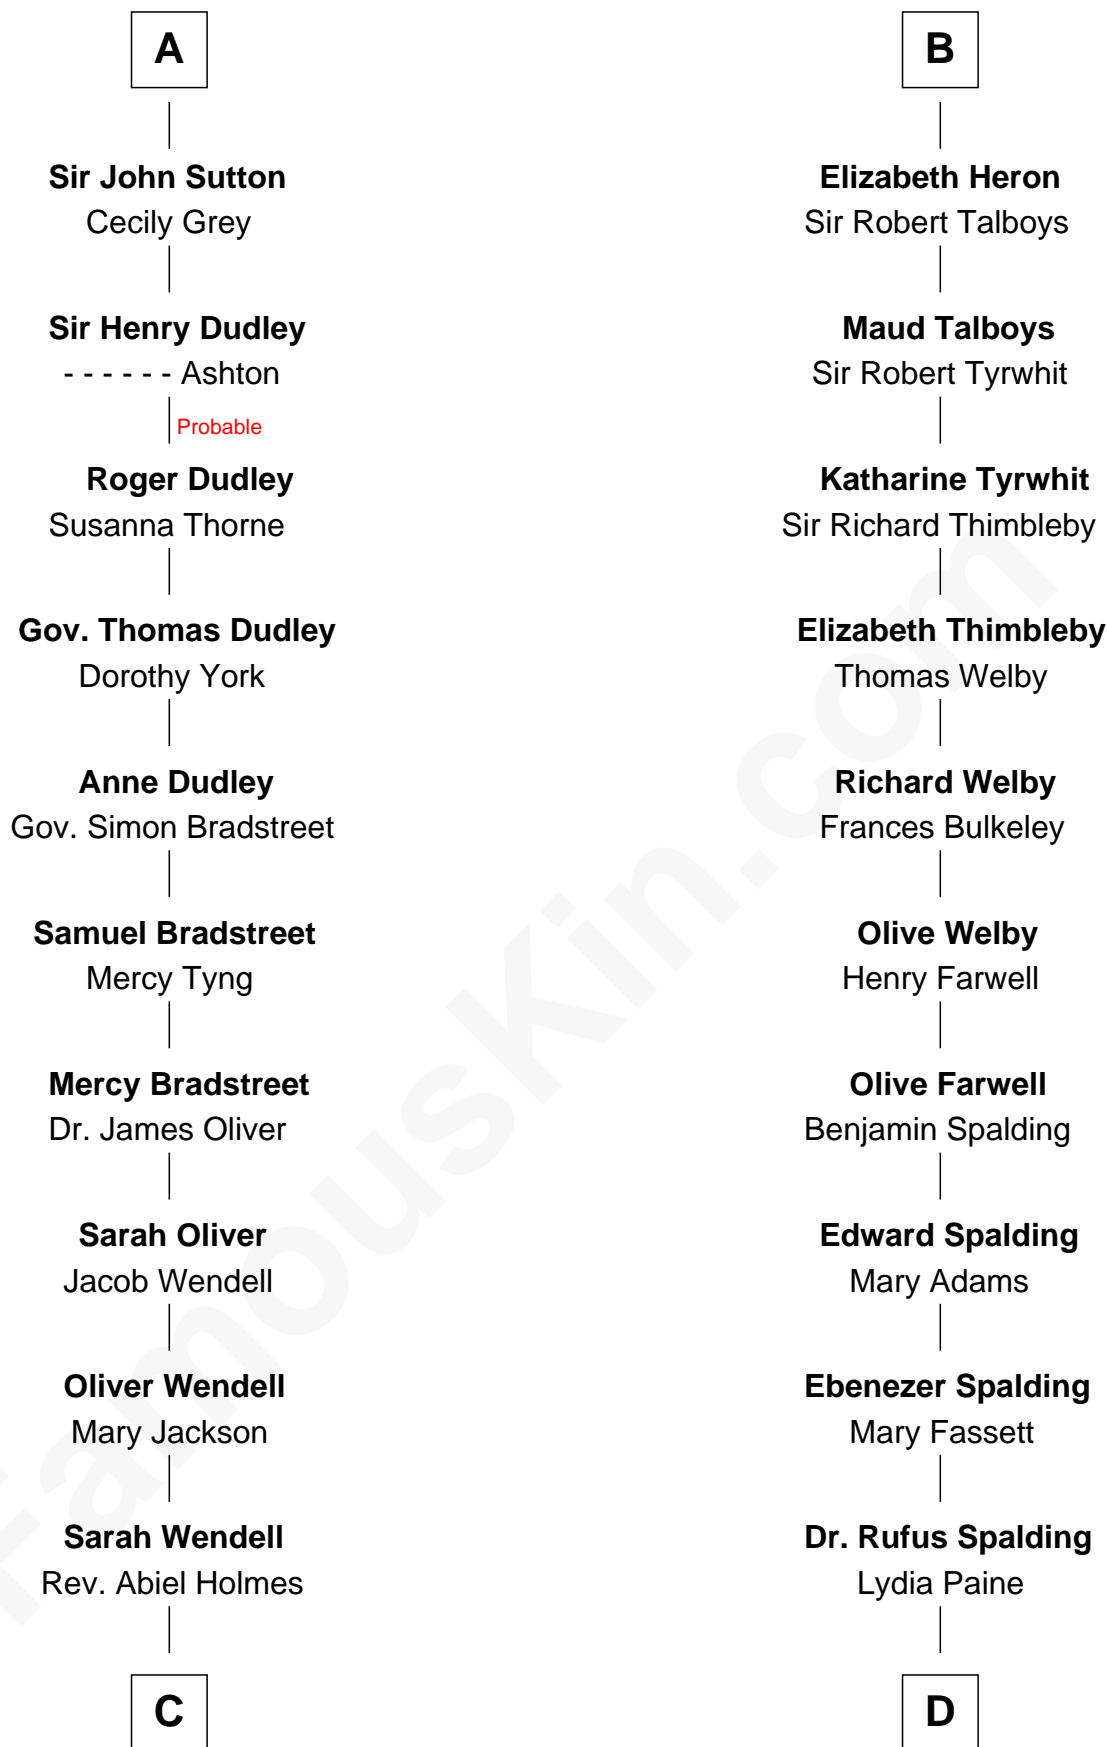 A
Sir John Sutton
Cecily Grey
Sir Henry Dudley
- - - - - - Ashton
Probable
Roger Dudley
Susanna Thorne
Gov. Thomas Dudley
Dorothy York
Anne Dudley
Gov. Simon Bradstreet
Samuel Bradstreet
Mercy Tyng
Mercy Bradstreet
Dr. James Oliver
Sarah Oliver
Jacob Wendell
Oliver Wendell
Mary Jackson
Sarah Wendell
Rev. Abiel Holmes
C
B
Elizabeth Heron
Sir Robert Talboys
Maud Talboys
Sir Robert Tyrwhit
Katharine Tyrwhit
Sir Richard Thimbleby
Elizabeth Thimbleby
Thomas Welby
Richard Welby
Frances Bulkeley
Olive Welby
Henry Farwell
Olive Farwell
Benjamin Spalding
Edward Spalding
Mary Adams
Ebenezer Spalding
Mary Fassett
Dr. Rufus Spalding
Lydia Paine
D
FamousKin.com